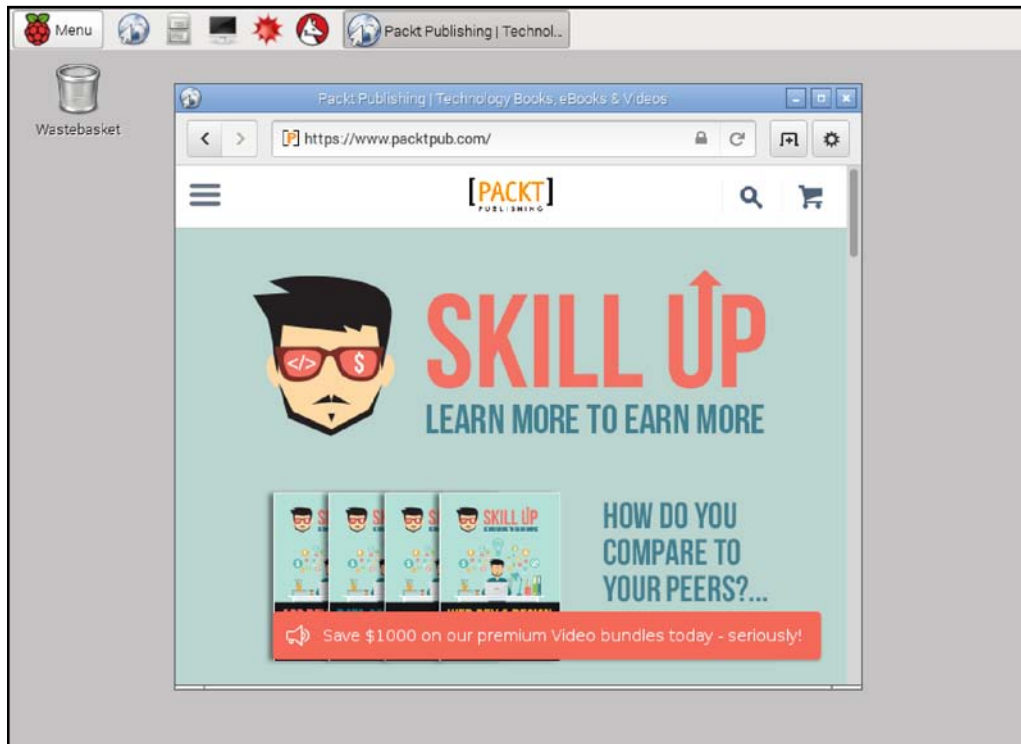 Menu
Packt Publishing | Technol..
Wastebasket
Packt Publishing | Technology Books, eBooks & Videos
[P] https://www.packtpub.com/
[PACKT]
PUBLISHING
</> $
SKILL UP
LEARN MORE TO EARN MORE
SKILL UP
HOW DO YOU
COMPARE TO
YOUR PEERS?...
Save $1000 on our premium Video bundles today - seriously!